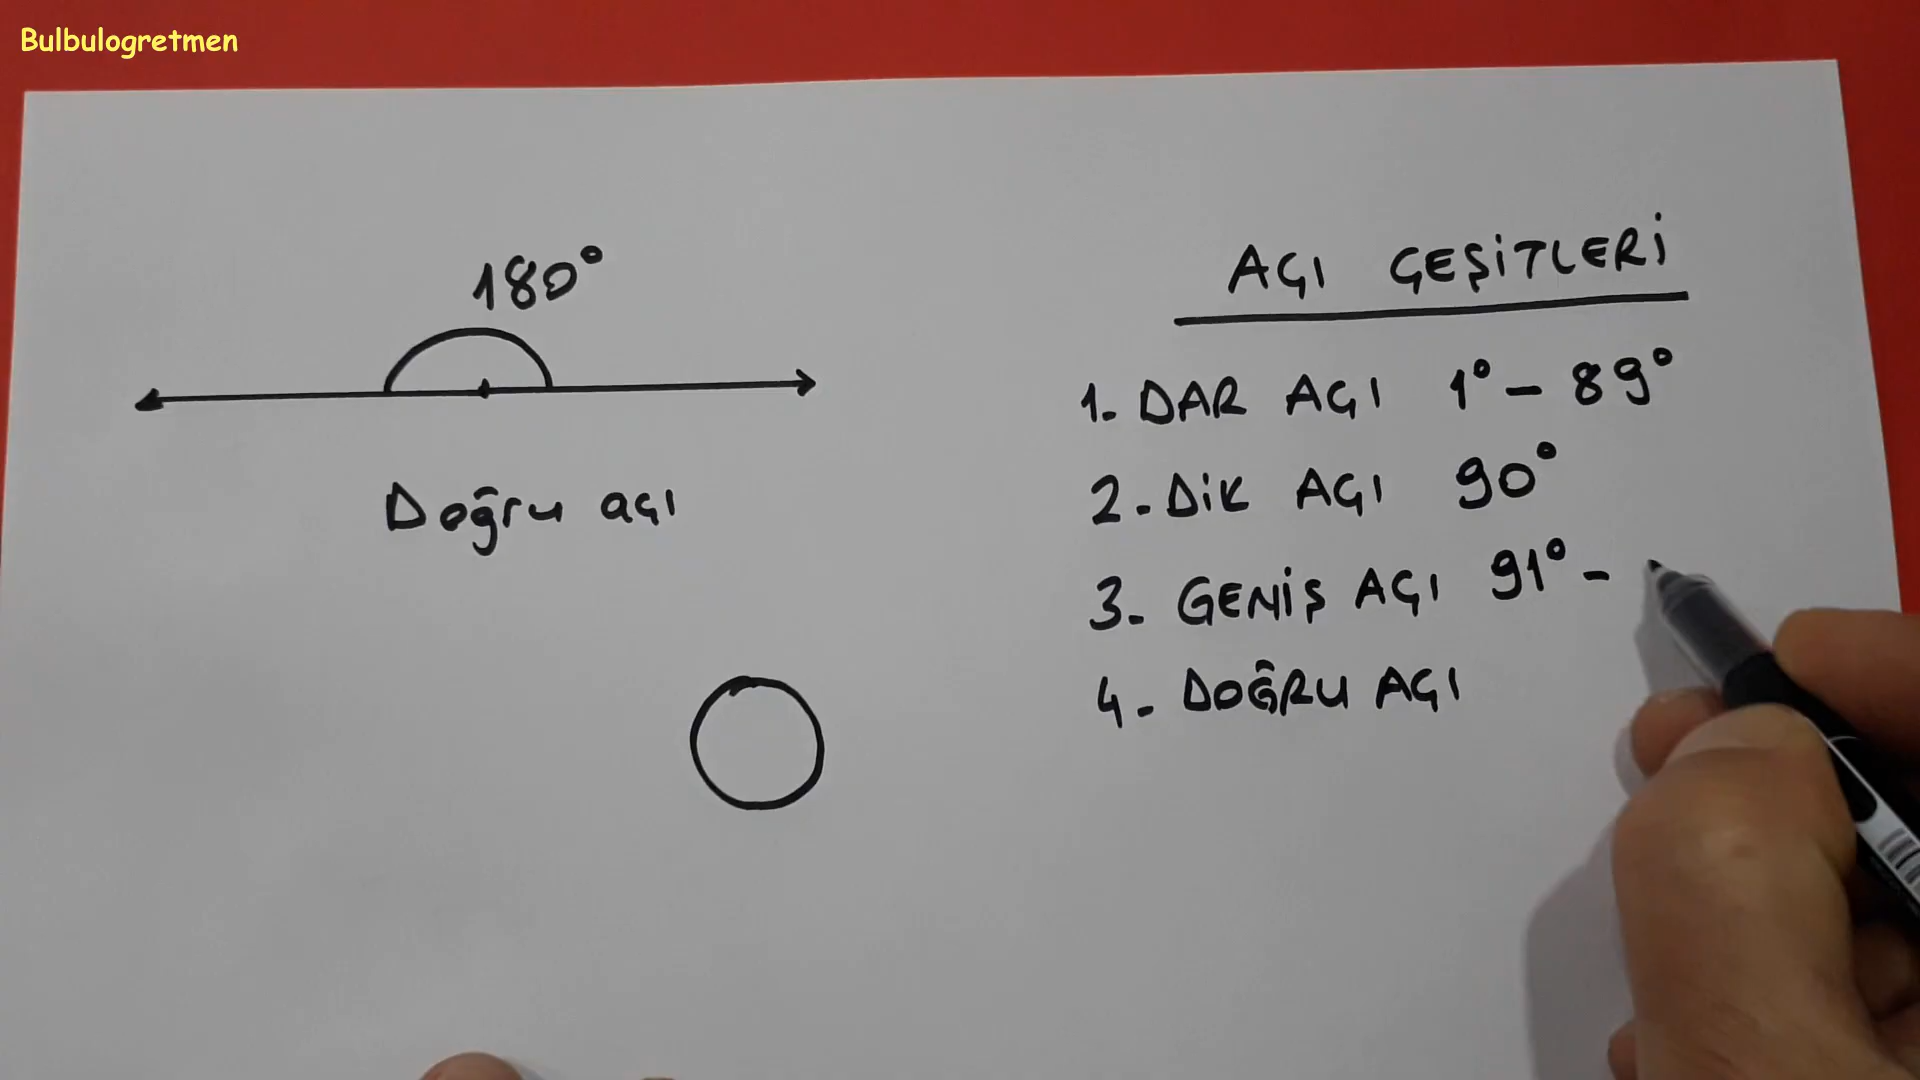 Bulbulogretmen
180°
Doğru açı
AÇI ÇEŞİTLERİ
1. DAR AÇI 1° - 89°
2. DİK AÇI 90°
3. GENİŞ AÇI 91° -
4. DOĞRU AÇI